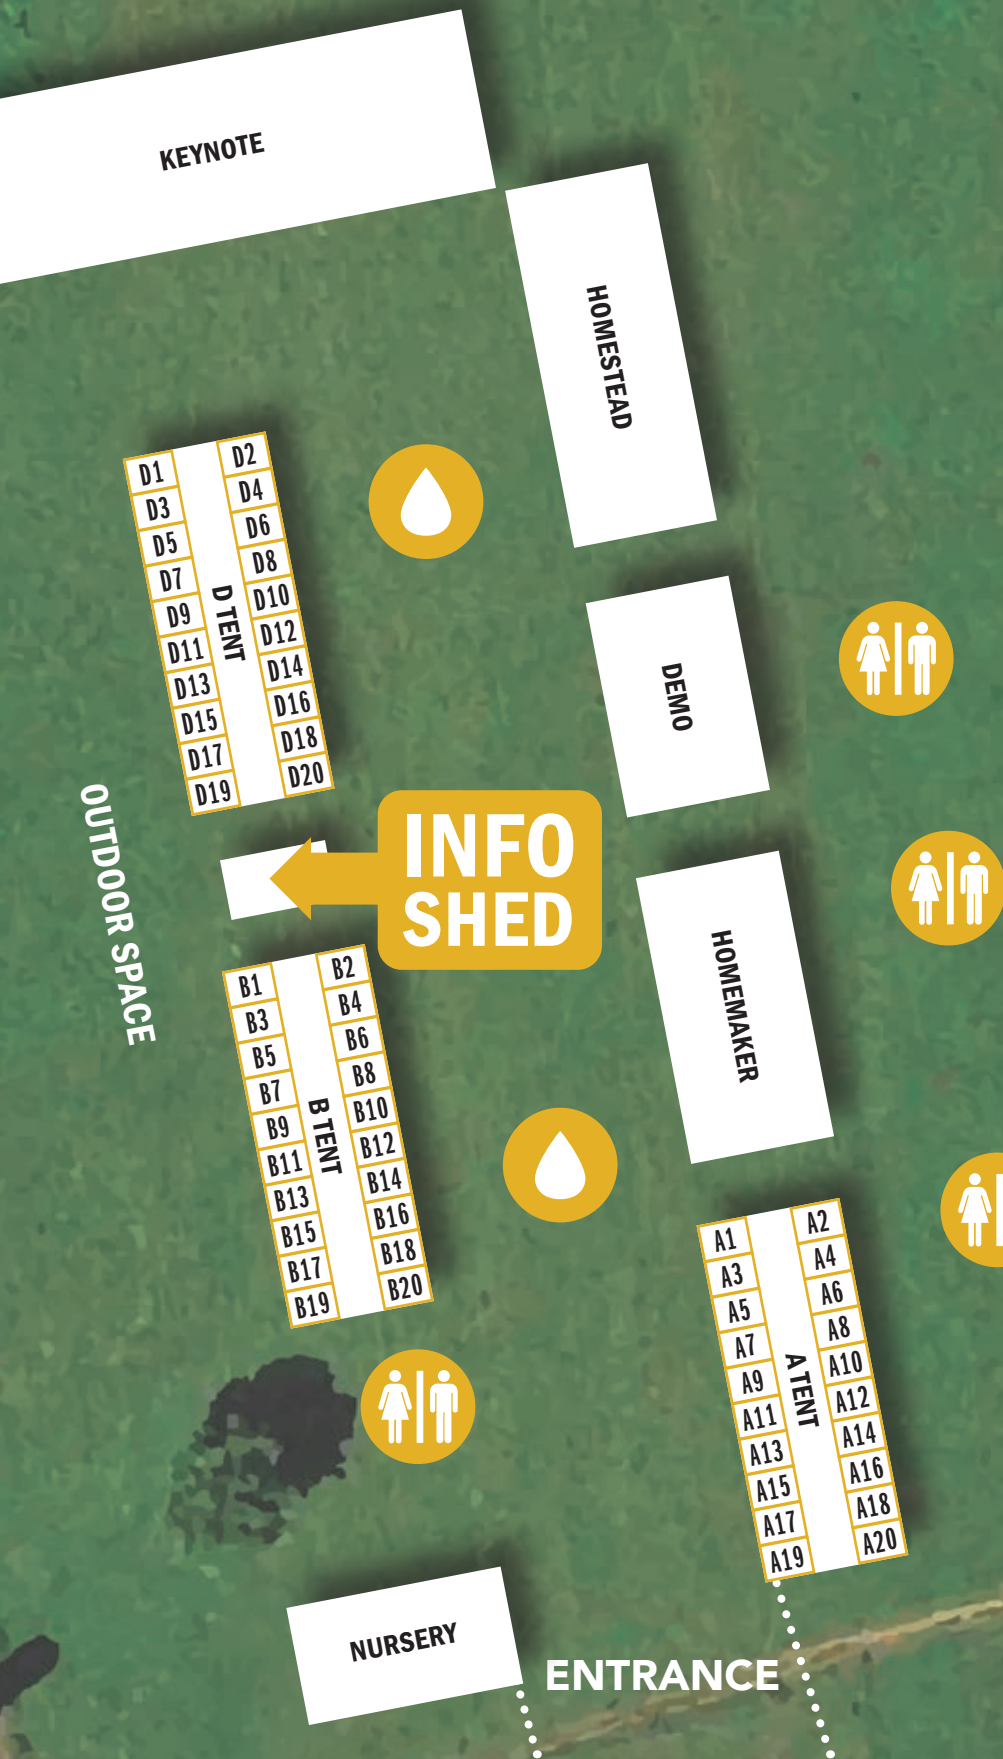 KEYNOTE
HOMESTEAD
D1
D2
D3
D4
D5
D6
D7
D8
D9
D10
D11
D12
D13
D14
D15
D16
D17
D18
D19
D20
D TENT
DEMO
OUTDOOR SPACE
INFO
SHED
HOMEMAKER
B1
B2
B3
B4
B5
B6
B7
B8
B9
B10
B11
B12
B13
B14
B15
B16
B17
B18
B19
B20
B TENT
A1
A2
A3
A4
A5
A6
A7
A8
A9
A10
A11
A12
A13
A14
A15
A16
A17
A18
A19
A20
A TENT
NURSERY
ENTRANCE